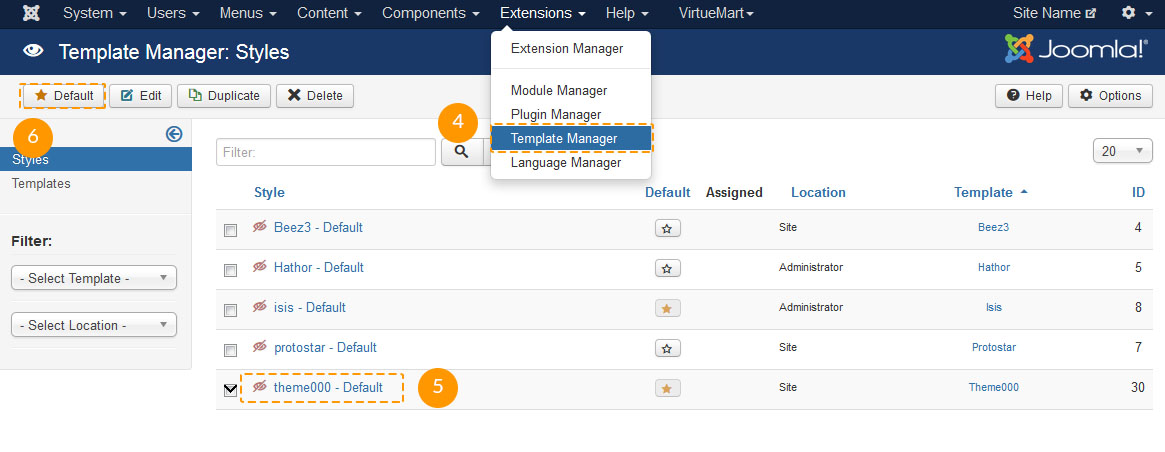 System Users Menus Content Components Extensions Help VirtueMart Site Name
Template Manager: Styles Joomla!®
Extension Manager
Module Manager
Plugin Manager
Template Manager
Language Manager
Default Edit Duplicate Delete Help Options
4
6
Styles
Templates
Filter:
- Select Template -
- Select Location -
Filter: 20
Style Default Assigned Location Template ID
Beez3 - Default Site Beez3 4
Hathor - Default Administrator Hathor 5
isis - Default Administrator Isis 8
protostar - Default Site Protostar 7
theme000 - Default Site Theme000 30
5